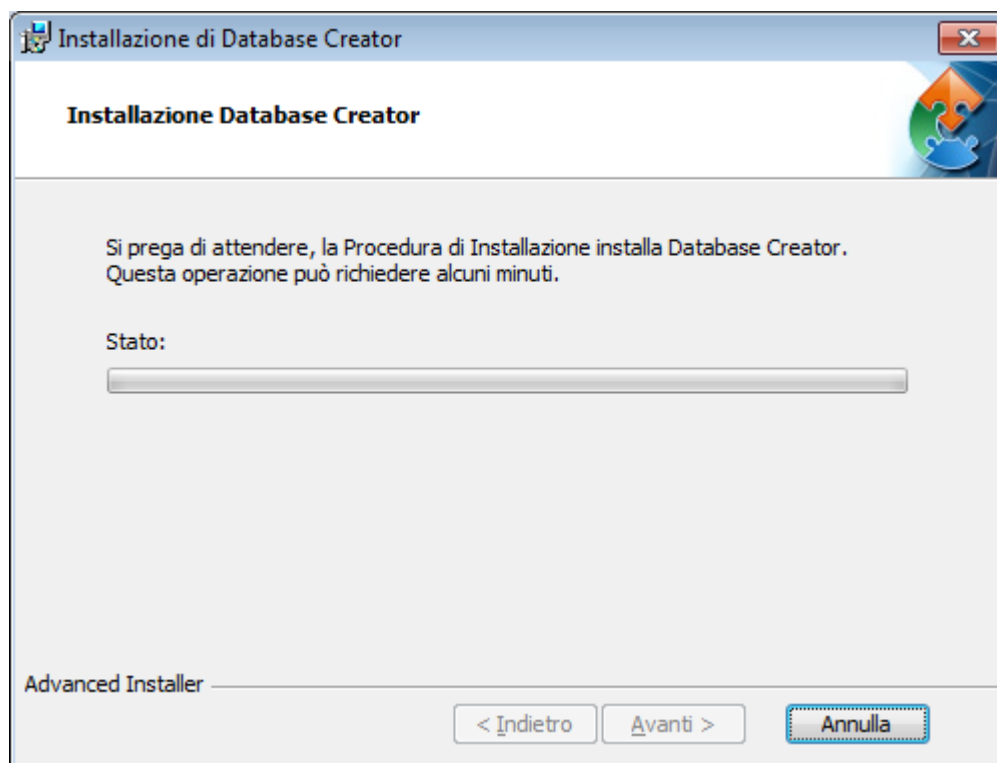 Installazione di Database Creator
Installazione Database Creator
Si prega di attendere, la Procedura di Installazione installa Database Creator.
Questa operazione può richiedere alcuni minuti.
Stato:
Advanced Installer
< Indietro
Avanti >
Annulla